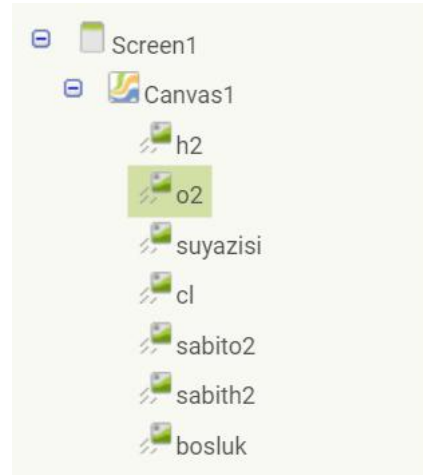 Screen1
Canvas1
h2
o2
suyazisi
cl
sabito2
sabith2
bosluk